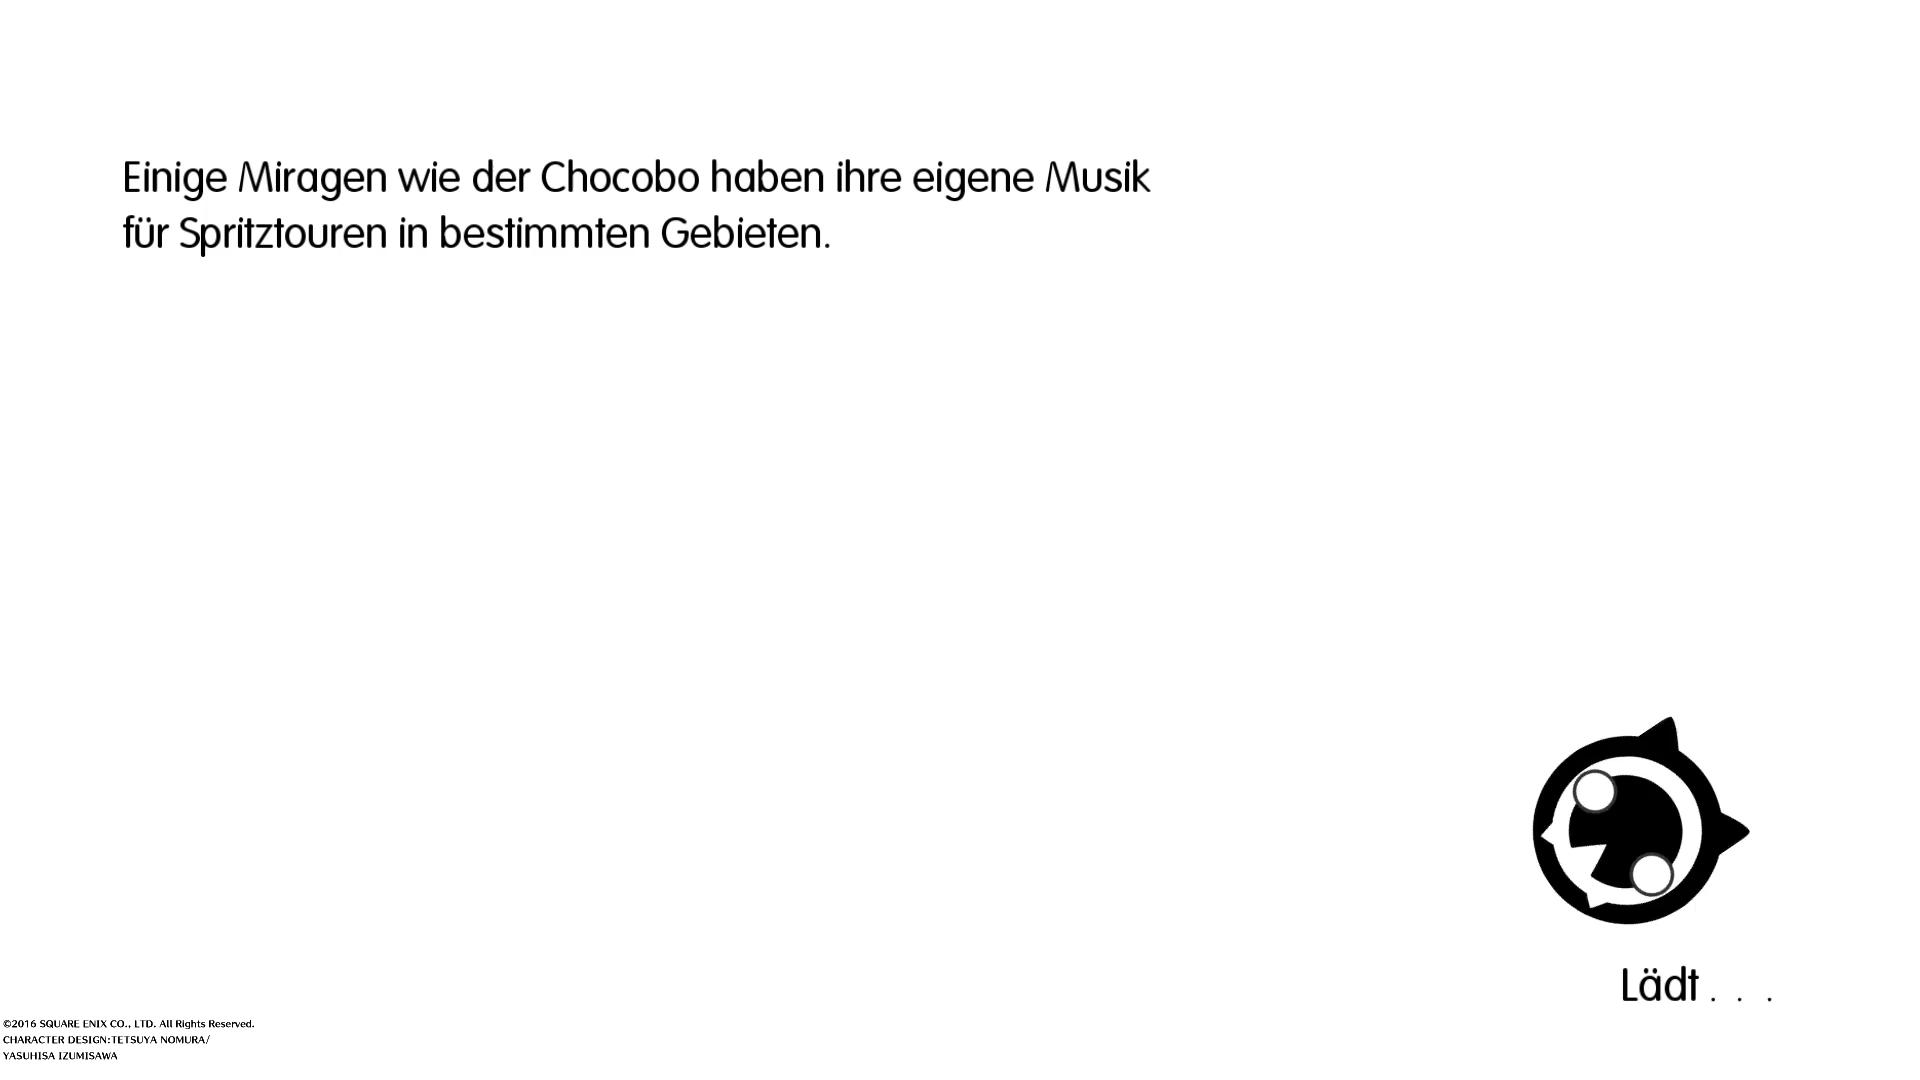 Einige Miragen wie der Chocobo haben ihre eigene Musik
für Spritztouren in bestimmten Gebieten.
Lädt . . .
©2016 SQUARE ENIX CO., LTD. All Rights Reserved.
CHARACTER DESIGN:TETSUYA NOMURA/
YASUHISA IZUMISAWA